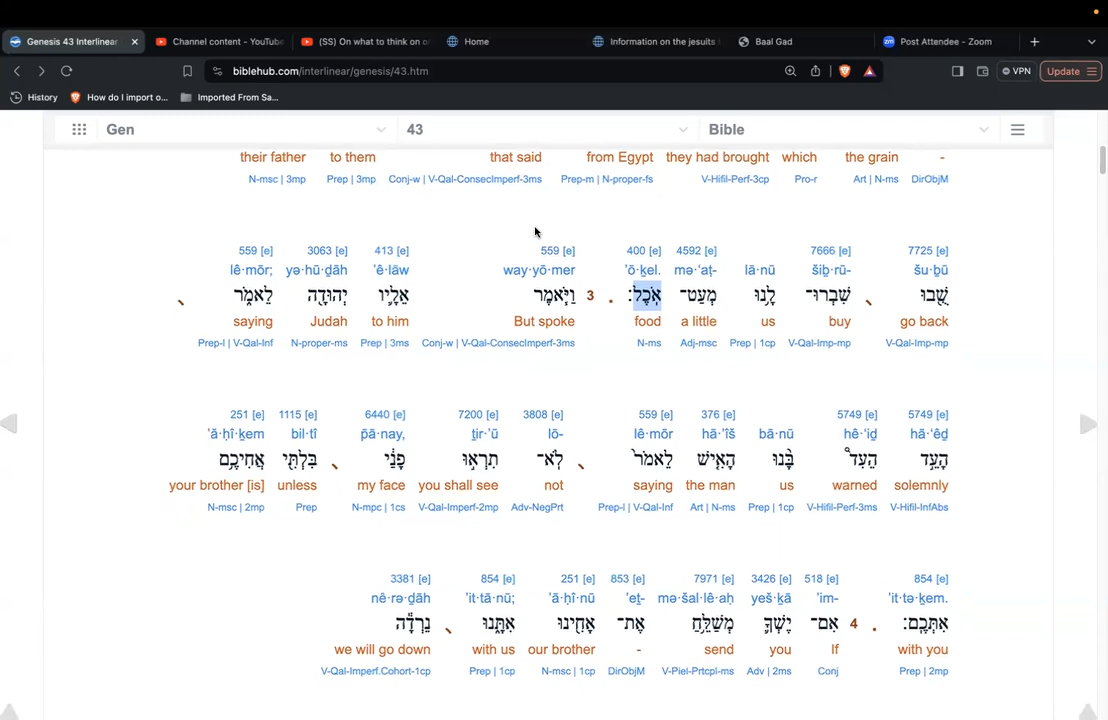 Genesis 43 Interlinear
Channel content - YouTube
(SS) On what to think on o
Home
Information on the jesuits
Baal Gad
Post Attendee - Zoom
biblehub.com/interlinear/genesis/43.htm
VPN
Update
History
How do I import o...
Imported From Sa...
Gen
43
Bible
their father to them that said from Egypt they had brought which the grain -
N-msc | 3mp Prep | 3mp Conj-w | V-Qal-ConsecImperf-3ms Prep-m | N-proper-fs V-Hifil-Perf-3cp Pro-r Art | N-ms DirObjM
559 [e] 3063 [e] 413 [e] 559 [e] 400 [e] 4592 [e] 7666 [e] 7725 [e]
lê·mōr; yə·hū·ḏāh 'ê·lāw way·yō·mer 'ō·ḵel. mə·'aṭ- lā·nū šiḇ·rū- šu·ḇū
שֻׁ֖בוּ 、 שִׁבְרוּ־ לָ֥נוּ מְעַט־ אֹֽכֶל׃ . 3 וַיֹּ֧אמֶר אֵלָ֛יו יְהוּדָ֖ה לֵאמֹ֑ר 、
saying Judah to him But spoke food a little us buy go back
Prep-l | V-Qal-Inf N-proper-ms Prep | 3ms Conj-w | V-Qal-ConsecImperf-3ms N-ms Adj-msc Prep | 1cp V-Qal-Imp-mp V-Qal-Imp-mp
251 [e] 1115 [e] 6440 [e] 7200 [e] 3808 [e] 559 [e] 376 [e] 5749 [e] 5749 [e]
'ă·ḥî·ḵem bil·tî p̄ā·nay, ṯir·'ū lō- lê·mōr hā·'îš bā·nū hê·'iḏ hā·'êḏ
הָעֵ֣ד הֵעִד֩ בָּ֨נוּ הָאִ֤ישׁ לֵאמֹר֙ 、 לֹֽא־ תִרְא֣וּ פָנַ֔י 、 בִּלְתִּ֖י אֲחִיכֶ֥ם
your brother [is] unless my face you shall see not saying the man us warned solemnly
N-msc | 2mp Prep N-mpc | 1cs V-Qal-Imperf-2mp Adv-NegPrt Prep-l | V-Qal-Inf Art | N-ms Prep | 1cp V-Hifil-Perf-3ms V-Hifil-InfAbs
3381 [e] 854 [e] 251 [e] 853 [e] 7971 [e] 3426 [e] 518 [e] 854 [e]
nê·rə·ḏāh 'it·tā·nū; 'ā·ḥî·nū 'eṯ- mə·šal·lê·aḥ yeš·ḵā 'im- 'it·tə·ḵem.
אִתְּכֶֽם׃ . 4 אִם־ יֶשְׁךָ֛ מְשַׁלֵּ֥חַ אֶת־ אָחִ֖ינוּ אִתָּ֑נוּ 、 נֵרְדָ֕ה
we will go down with us our brother - send you If with you
V-Qal-Imperf.Cohort-1cp Prep | 1cp N-msc | 1cp DirObjM V-Piel-Prtcpl-ms Adv | 2ms Conj Prep | 2mp